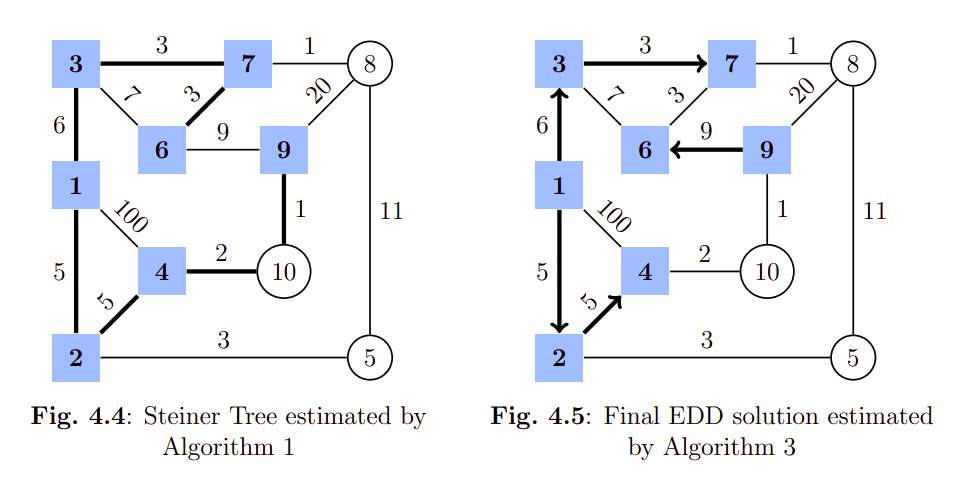 3 3 7 1 8
7 3 20
6 6 9 9
1
100 1 11
5 4 2 10
5
2 3 5
3 3 7 1 8
7 3 20
6 6 9 9
1
100 1 11
5 4 2 10
5
2 3 5
Fig. 4.4: Steiner Tree estimated by
Algorithm 1
Fig. 4.5: Final EDD solution estimated
by Algorithm 3